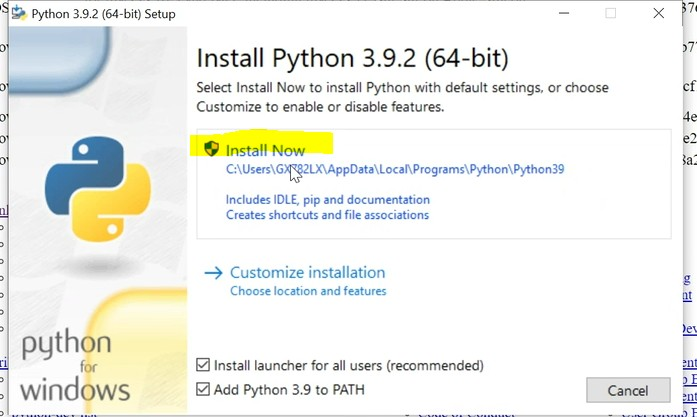 Python 3.9.2 (64-bit) Setup
Install Python 3.9.2 (64-bit)
Select Install Now to install Python with default settings, or choose
Customize to enable or disable features.
Install Now
C:\Users\GX782LX\AppData\Local\Programs\Python\Python39
Includes IDLE, pip and documentation
Creates shortcuts and file associations
Customize installation
Choose location and features
python
for
windows
Install launcher for all users (recommended)
Add Python 3.9 to PATH
Cancel